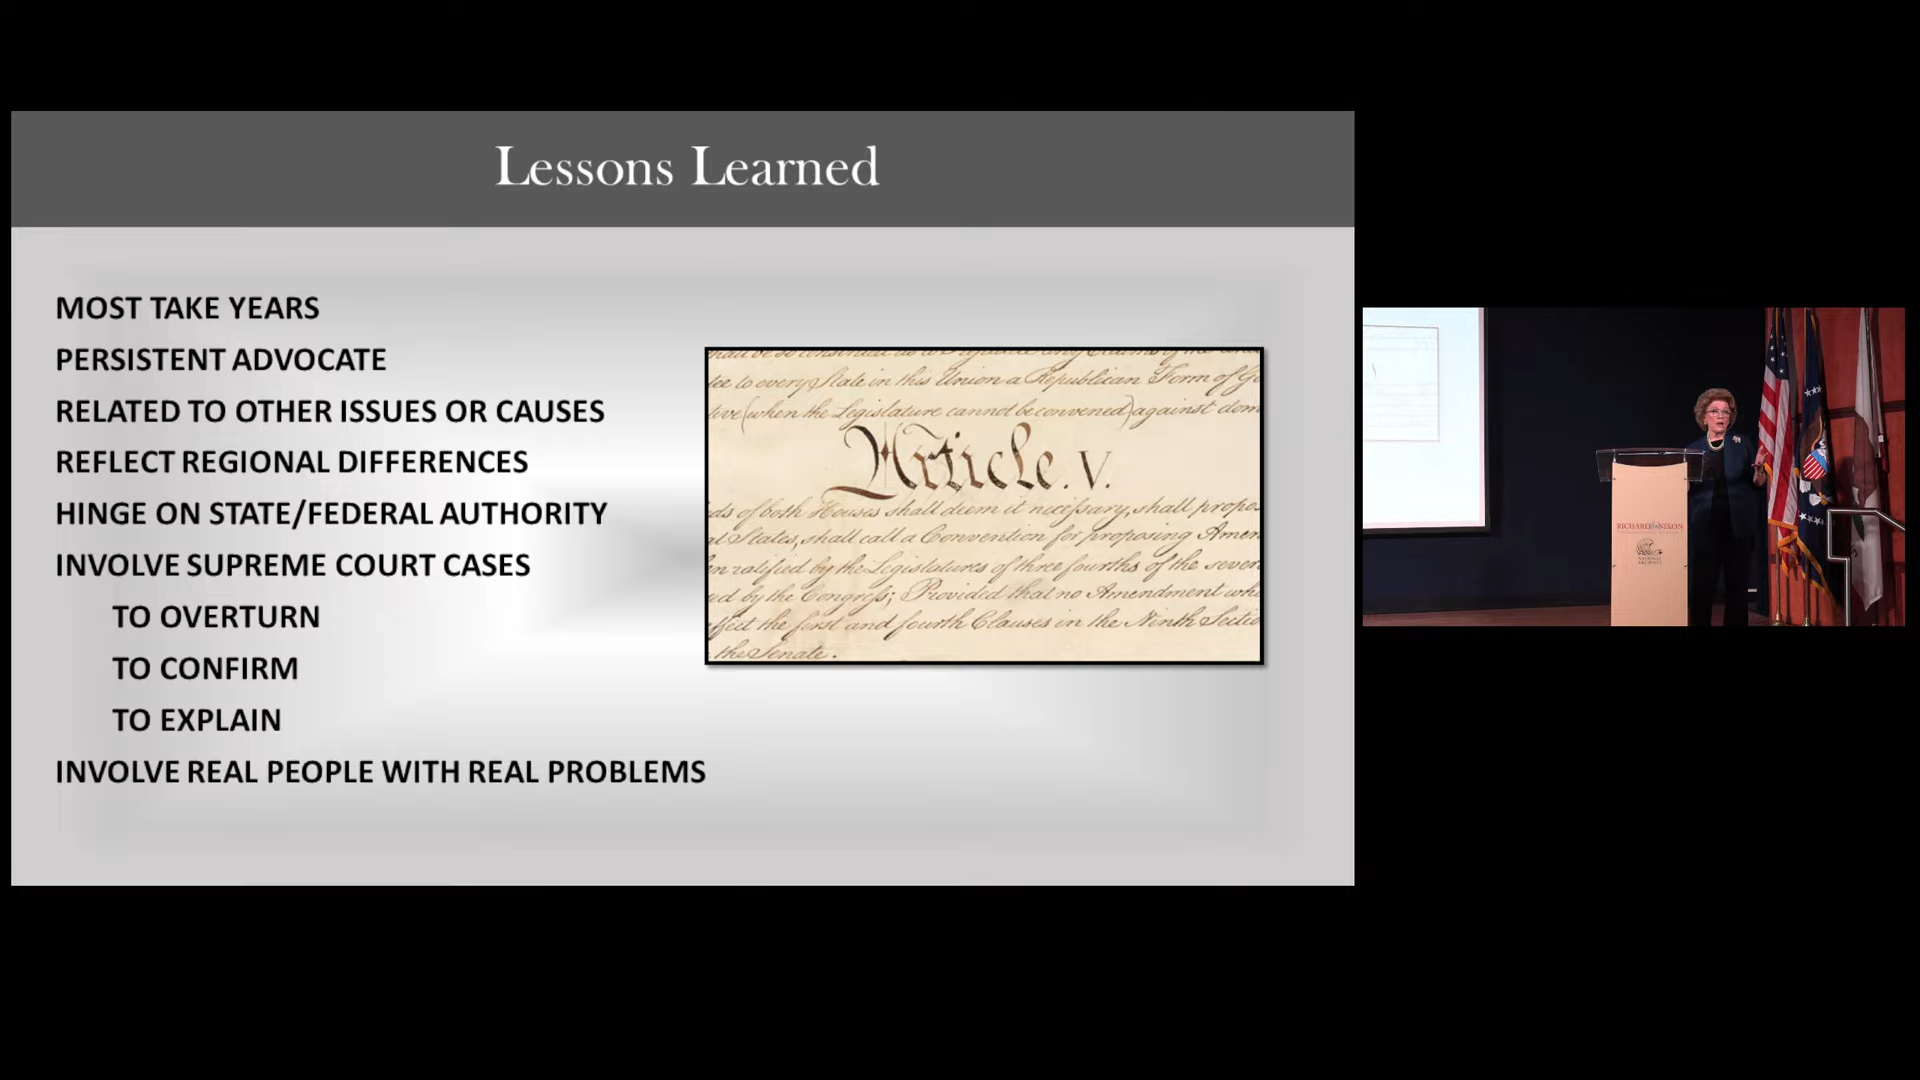 Lessons Learned
MOST TAKE YEARS
PERSISTENT ADVOCATE
RELATED TO OTHER ISSUES OR CAUSES
REFLECT REGIONAL DIFFERENCES
HINGE ON STATE/FEDERAL AUTHORITY
INVOLVE SUPREME COURT CASES
TO OVERTURN
TO CONFIRM
TO EXPLAIN
INVOLVE REAL PEOPLE WITH REAL PROBLEMS
to every State in this Union a Republican Form of
(when the Legislature cannot be convened) against
Article. V.
of both Houses shall deem it necessary, shall
States, shall call a Convention for proposing
ratified by the Legislatures of three fourths of the
by the Congress; Provided that no Amendment
the first and fourth Clauses in the Ninth
the Senate.
RICHARD NIXON
NATIONAL
ARCHIVES